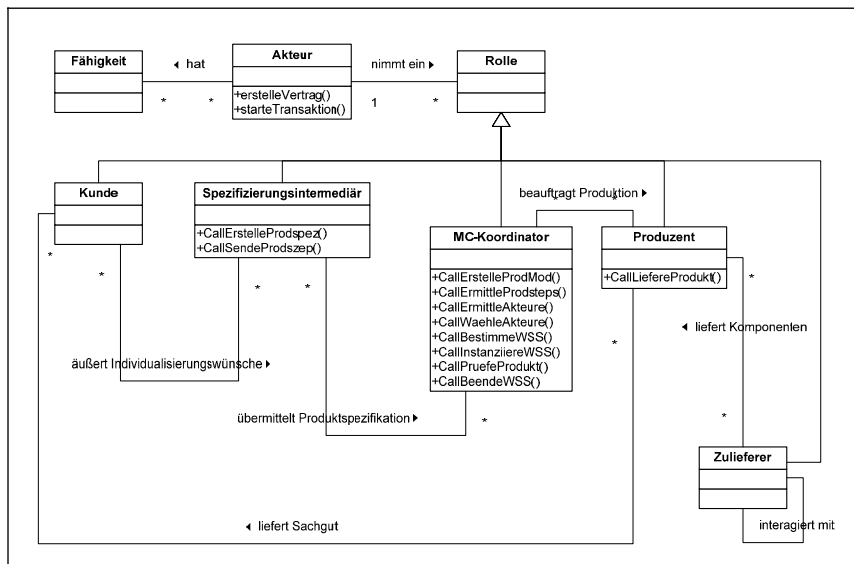 Fähigkeit
◄ hat
Akteur
+erstelleVertrag()
+starteTransaktion()
nimmt ein ►
Rolle
*
*
1
*
Kunde
Spezifizierungsintermediär
+CallErstelleProdspez()
+CallSendeProdszep()
beauftragt Produktion ►
*
*
MC-Koordinator
+CallErstelleProdMod()
+CallErmittleProdsteps()
+CallErmittleAkteure()
+CallWaehleAkteure()
+CallBestimmeWSS()
+CallInstanziiereWSS()
+CallPruefeProdukt()
+CallBeendeWSS()
Produzent
+CallLiefereProdukt()
*
*
*
*
*
◄ liefert Komponenten
*
äußert Individualisierungswünsche ►
übermittelt Produktspezifikation ►
*
*
Zulieferer
◄ liefert Sachgut
interagiert mit